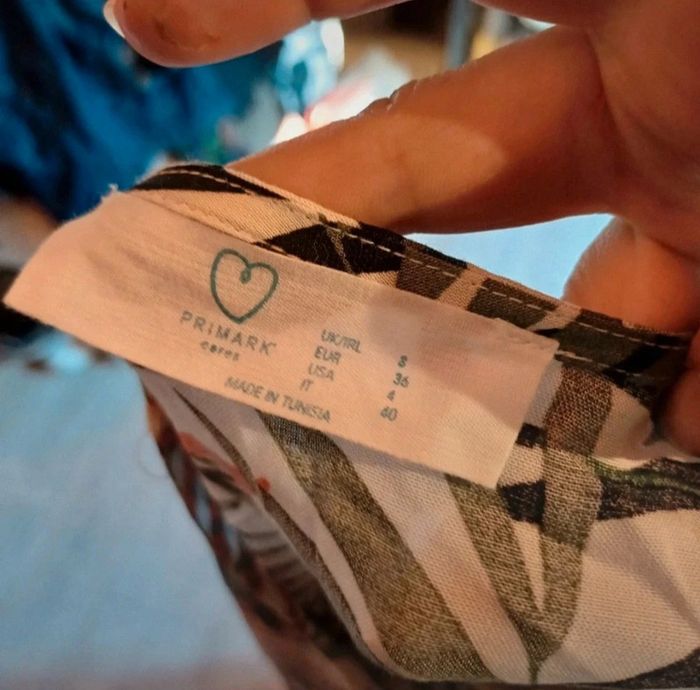 PRIMARK
cares
UK/IRL 8
EUR 36
USA 4
IT 40
MADE IN TUNISIA